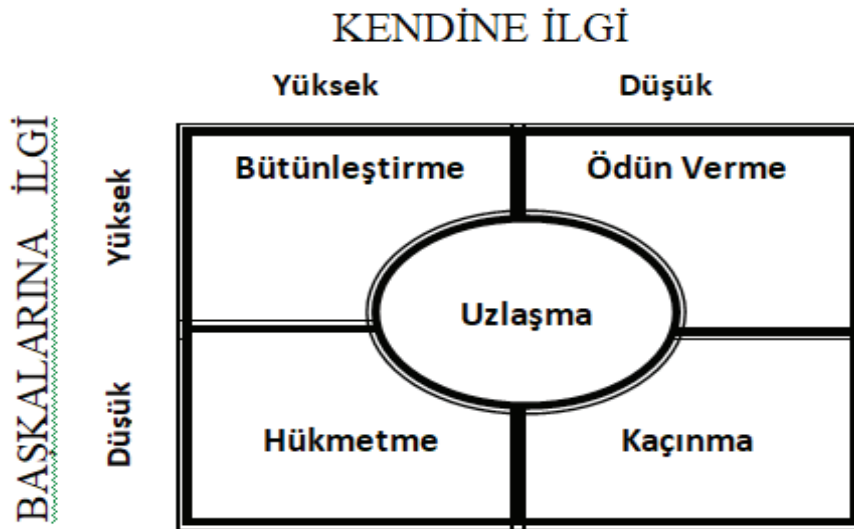 KENDİNE İLGİ
Yüksek Düşük
BAŞKALARINA İLGİ
Yüksek
Bütünleştirme Ödün Verme
Uzlaşma
Düşük
Hükmetme Kaçınma